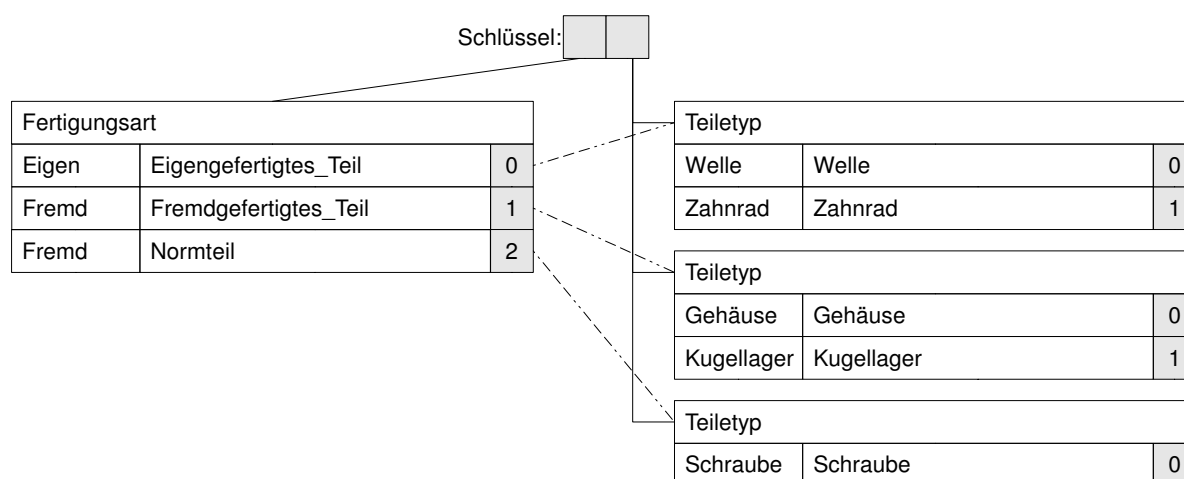 Schlüssel:
Fertigungsart
Eigen Eigengefertigtes_Teil 0
Fremd Fremdgefertigtes_Teil 1
Fremd Normteil 2
Teiletyp
Welle Welle 0
Zahnrad Zahnrad 1
Teiletyp
Gehäuse Gehäuse 0
Kugellager Kugellager 1
Teiletyp
Schraube Schraube 0